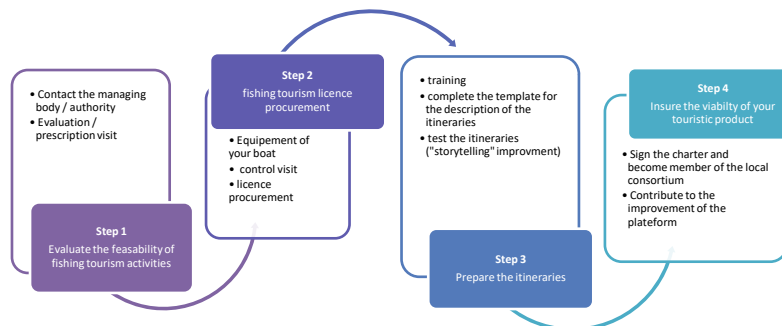 • Contact the managing
body / authority
• Evaluation /
prescription visit
Step 1
Evaluate the feasability of
fishing tourism activities
Step 2
fishing tourism licence
procurement
• Equipement of
your boat
• control visit
• licence
procurement
• training
• complete the template for
the description of the
itineraries
• test the itineraries
("storytelling" improvment)
Step 3
Prepare the itineraries
Step 4
Insure the viabilty of your
touristic product
• Sign the charter and
become member of the local
consortium
• Contribute to the
improvement of the
plateform